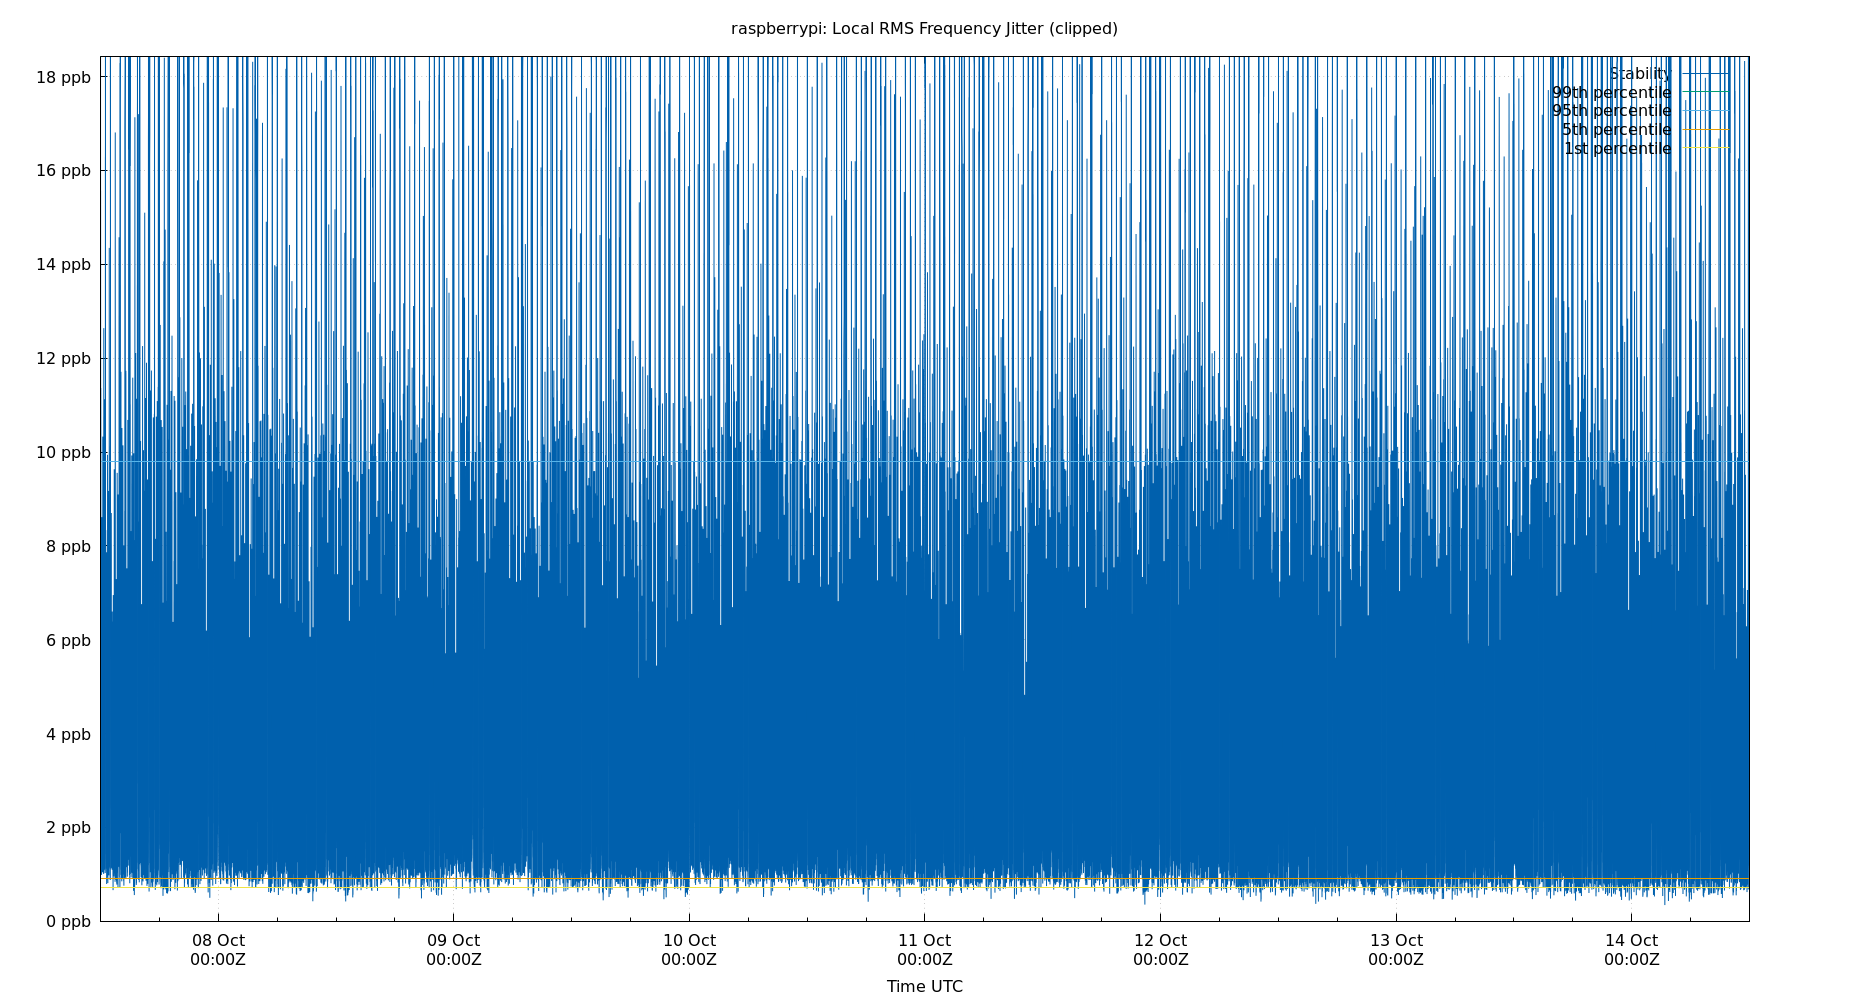 raspberrypi: Local RMS Frequency Jitter (clipped)
18 ppb
16 ppb
14 ppb
12 ppb
10 ppb
8 ppb
6 ppb
4 ppb
2 ppb
0 ppb
Stability
99th percentile
95th percentile
5th percentile
1st percentile
08 Oct 09 Oct 10 Oct 11 Oct 12 Oct 13 Oct 14 Oct
00:00Z 00:00Z 00:00Z 00:00Z 00:00Z 00:00Z 00:00Z
Time UTC